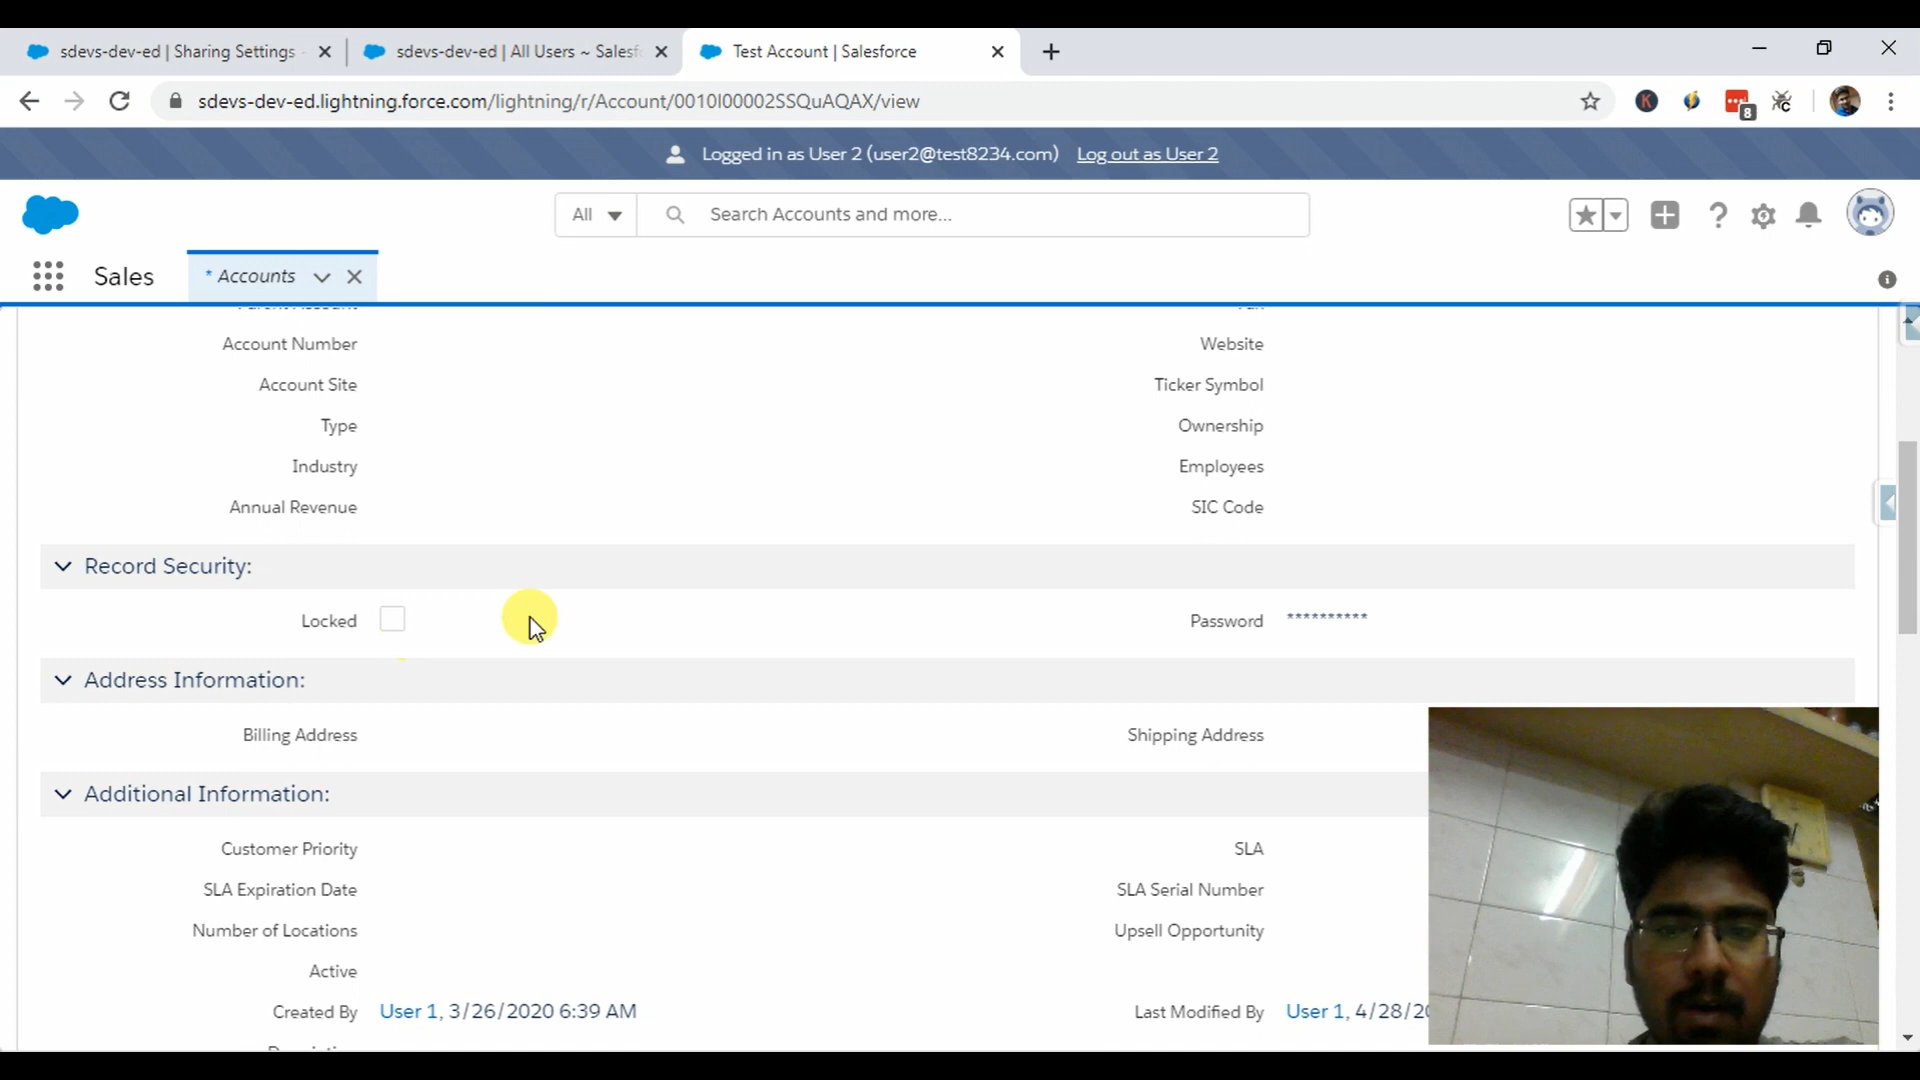 sdevs-dev-ed | Sharing Settings
sdevs-dev-ed | All Users ~ Salesf
Test Account | Salesforce
sdevs-dev-ed.lightning.force.com/lightning/r/Account/0010I00002SSQuAQAX/view
K
8
Logged in as User 2 (user2@test8234.com) Log out as User 2
All
Search Accounts and more...
Sales
* Accounts
Account Number
Website
Account Site
Ticker Symbol
Type
Ownership
Industry
Employees
Annual Revenue
SIC Code
Record Security:
Locked
Password **********
Address Information:
Billing Address
Shipping Address
Additional Information:
Customer Priority
SLA
SLA Expiration Date
SLA Serial Number
Number of Locations
Upsell Opportunity
Active
Created By User 1, 3/26/2020 6:39 AM
Last Modified By User 1, 4/28/20